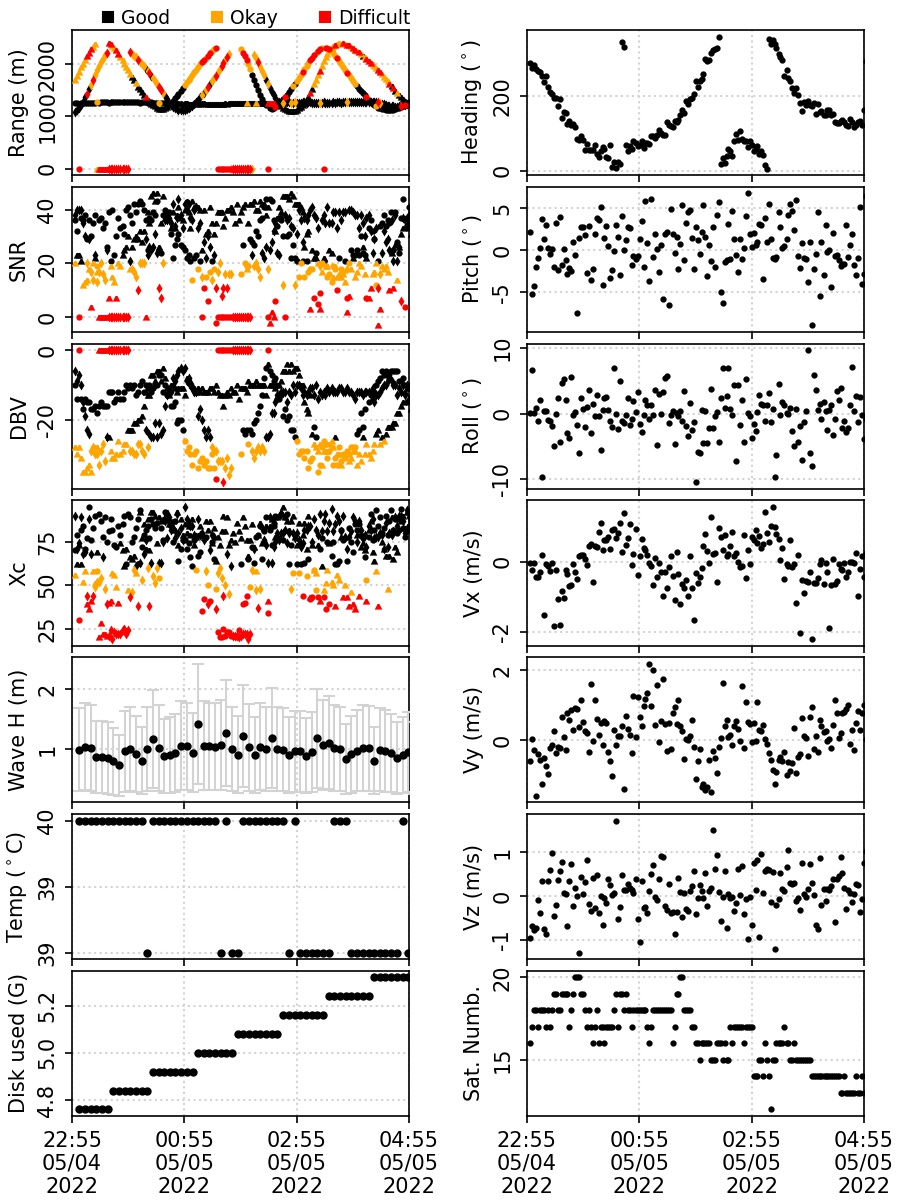 Good Okay Difficult
Range (m)
0
1000
2000
Heading (°)
0
200
SNR
0
20
40
Pitch (°)
-5
0
5
DBV
-20
0
Roll (°)
-10
0
10
Xc
25
50
75
Vx (m/s)
-2
0
Wave H (m)
1
2
Vy (m/s)
0
2
Temp (°C)
39
39
40
Vz (m/s)
-1
0
1
Disk used (G)
4.8
5.0
5.2
Sat. Numb.
15
20
22:55 00:55 02:55 04:55
05/04 05/05 05/05 05/05
2022 2022 2022 2022
22:55 00:55 02:55 04:55
05/04 05/05 05/05 05/05
2022 2022 2022 2022